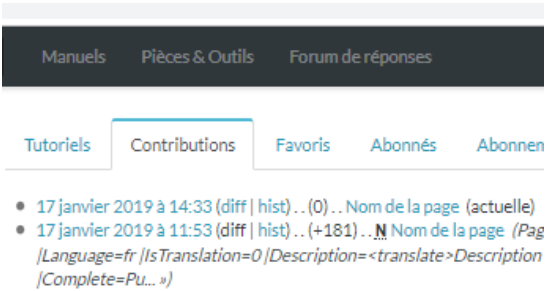 Manuels Pièces & Outils Forum de réponses
Tutoriels Contributions Favoris Abonnés
17 janvier 2019 à 14:33 (diff | hist) . . (0) . . Nom de la page (actuelle)
17 janvier 2019 à 11:53 (diff | hist) . . (+181) . . N Nom de la page (Pag
|Language=fr |IsTranslation=0 |Description=<translate>Description
|Complete=Pu... »)